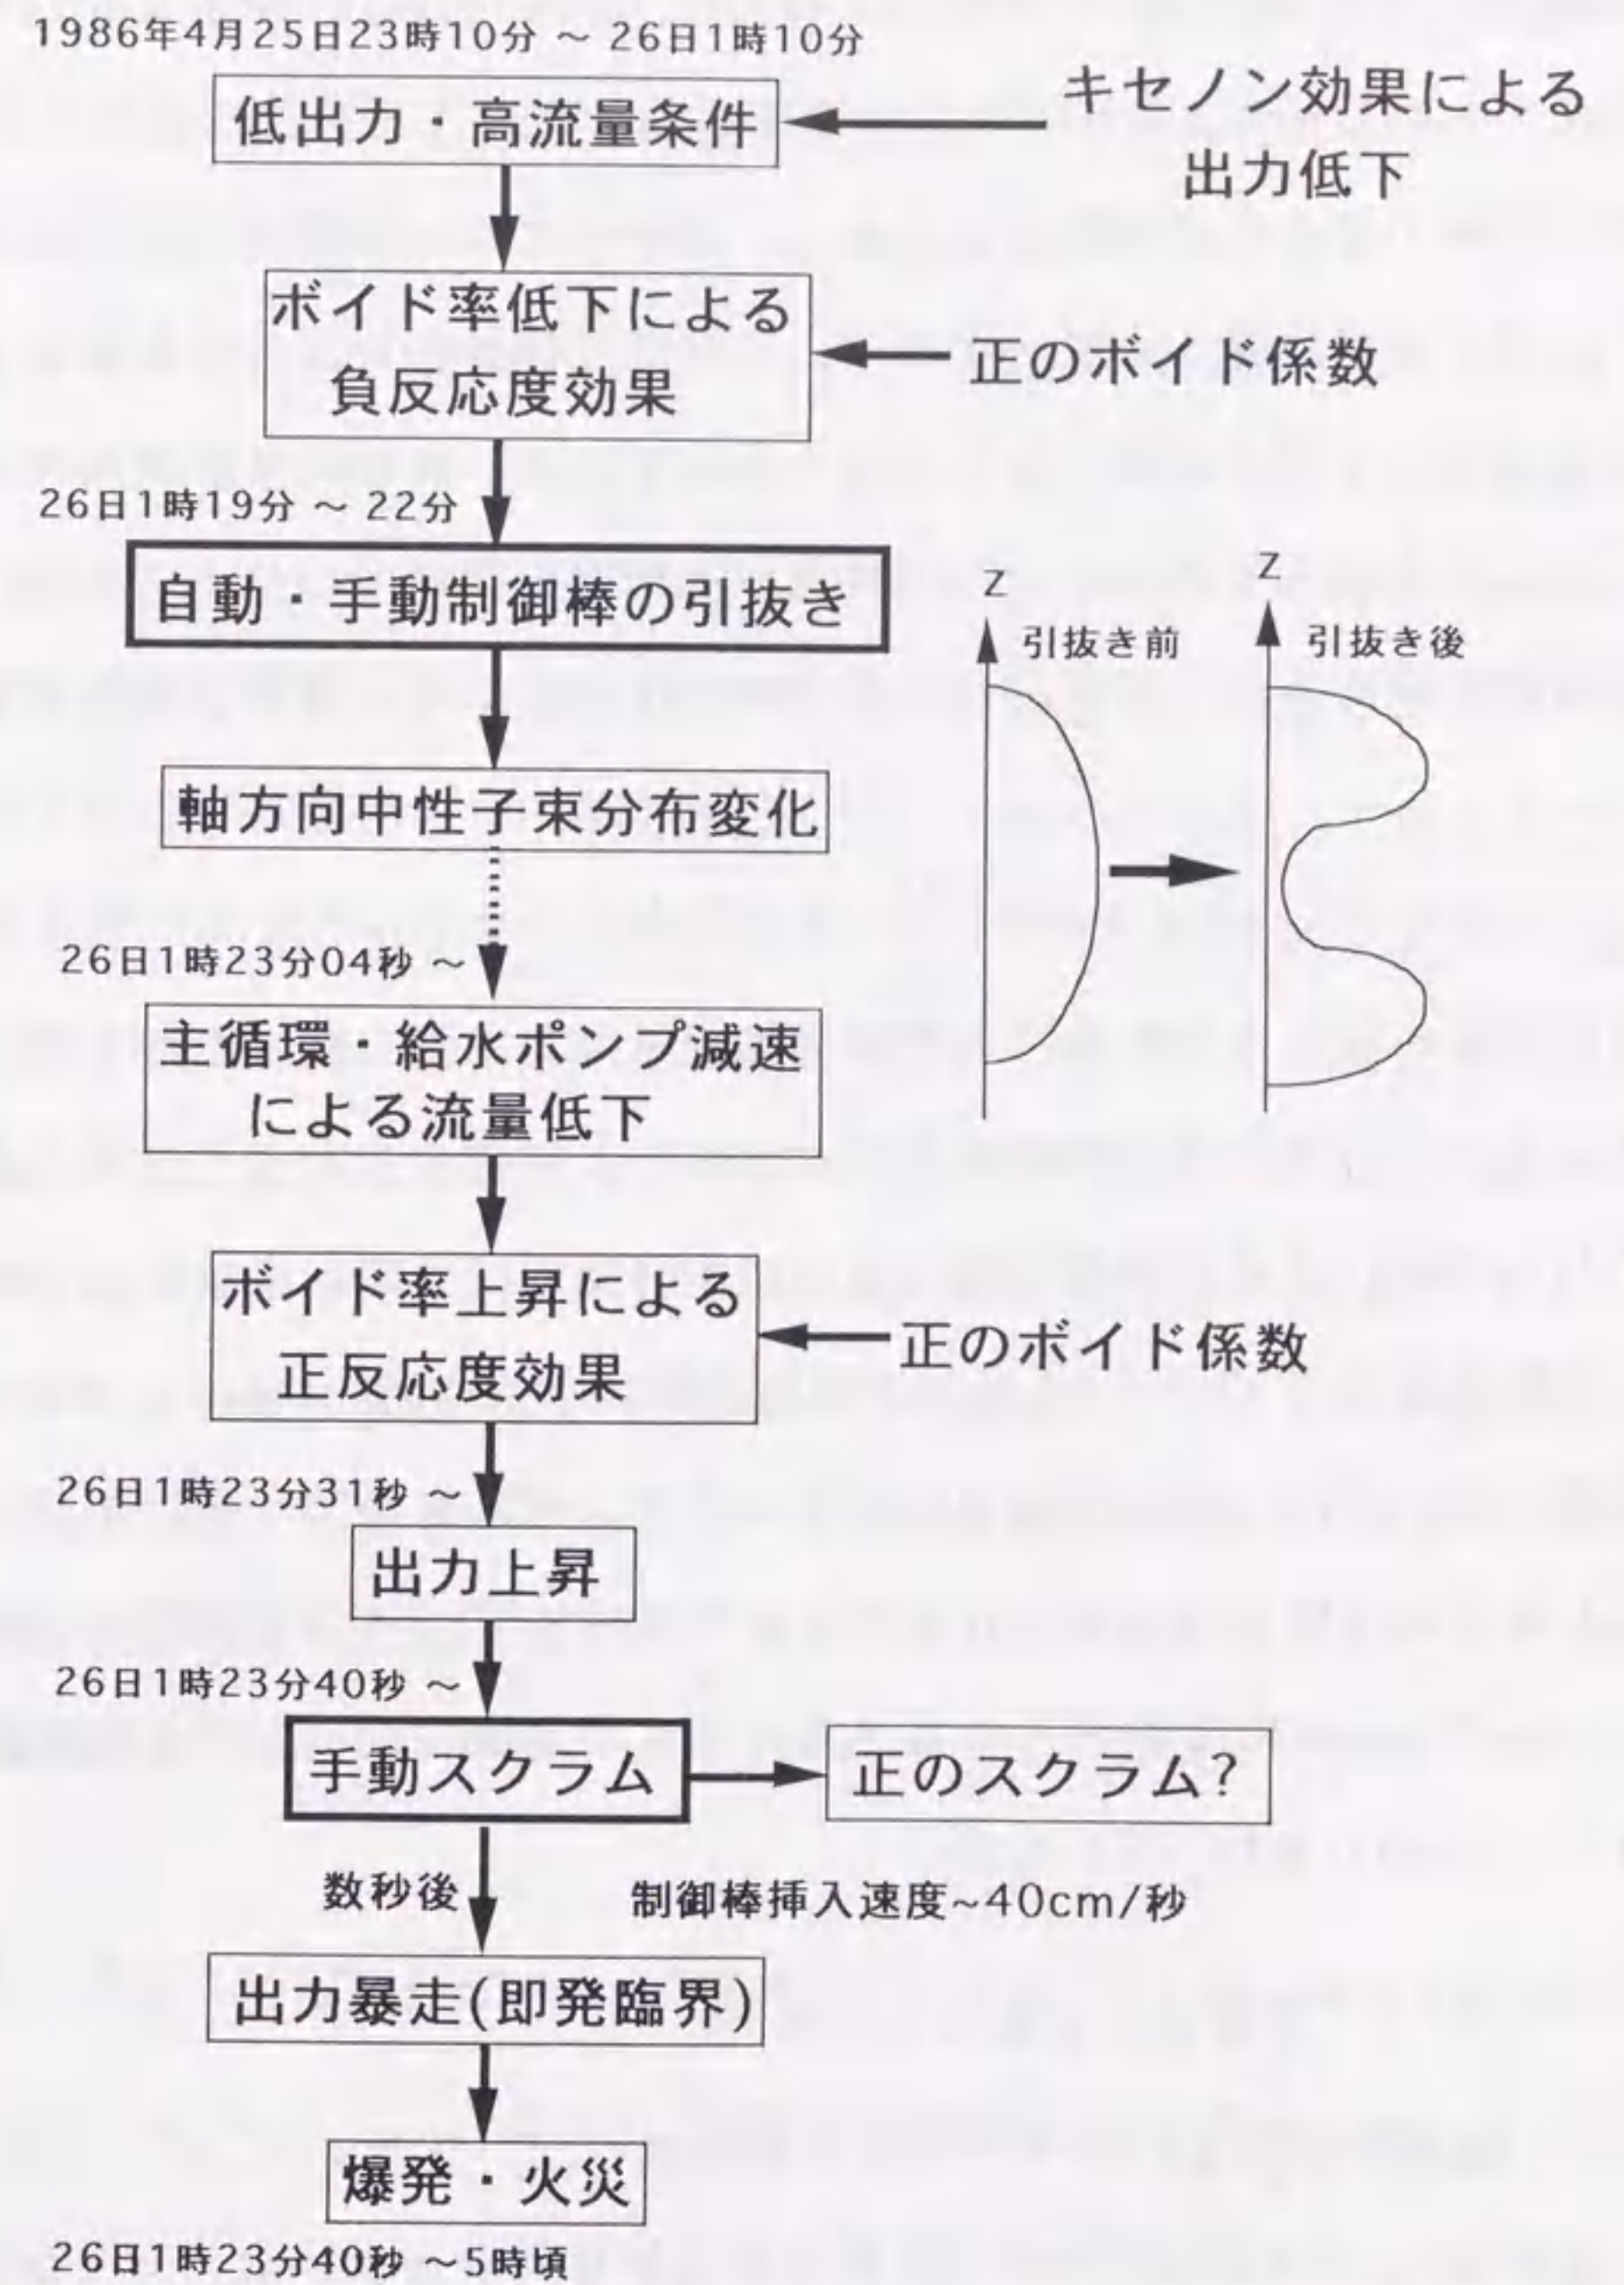 1986年4月25日23時10分 ～ 26日1時10分
低出力・高流量条件
キセノン効果による
出力低下
ボイド率低下による
負反応度効果
正のボイド係数
26日1時19分 ～ 22分
自動・手動制御棒の引抜き
Z
引抜き前
Z
引抜き後
軸方向中性子束分布変化
26日1時23分04秒 ～
主循環・給水ポンプ減速
による流量低下
ボイド率上昇による
正反応度効果
正のボイド係数
26日1時23分31秒 ～
出力上昇
26日1時23分40秒 ～
手動スクラム
正のスクラム?
数秒後
制御棒挿入速度~40cm/秒
出力暴走(即発臨界)
爆発・火災
26日1時23分40秒 ～5時頃